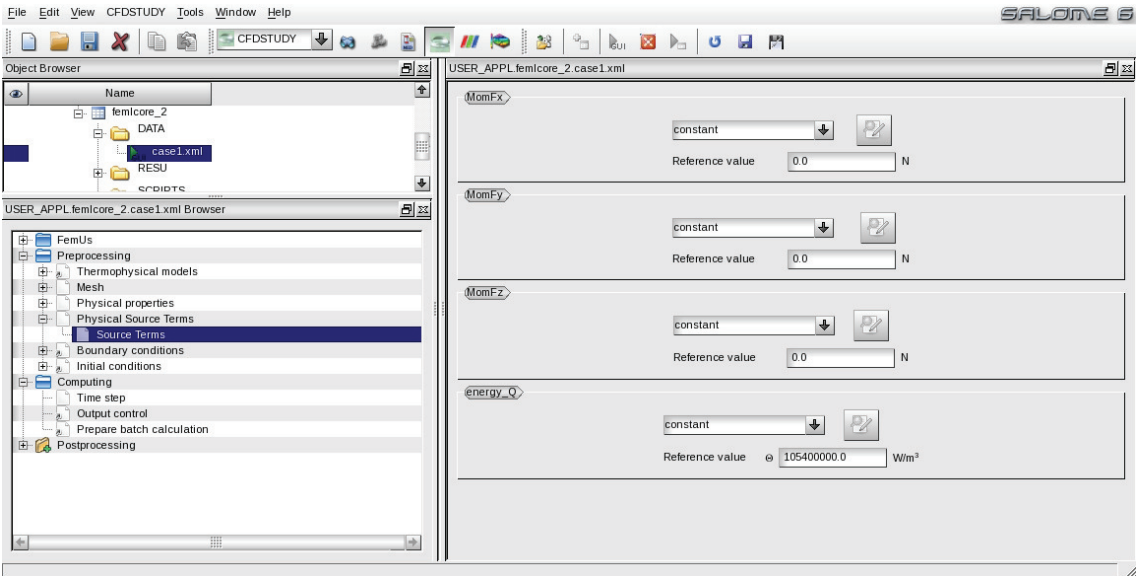 File Edit View CFDSTUDY Tools Window Help
SALOME 6
CFDSTUDY
GUI
Object Browser
Name
femlcore_2
DATA
case1.xml
RESU
SCRIPTS
USER_APPL.femlcore_2.case1.xml Browser
FemUs
Preprocessing
Thermophysical models
Mesh
Physical properties
Physical Source Terms
Source Terms
Boundary conditions
Initial conditions
Computing
Time step
Output control
Prepare batch calculation
Postprocessing
USER_APPL.femlcore_2.case1.xml
MomFx
constant
Reference value 0.0 N
MomFy
constant
Reference value 0.0 N
MomFz
constant
Reference value 0.0 N
energy_Q
constant
Reference value Θ 105400000.0 W/m³